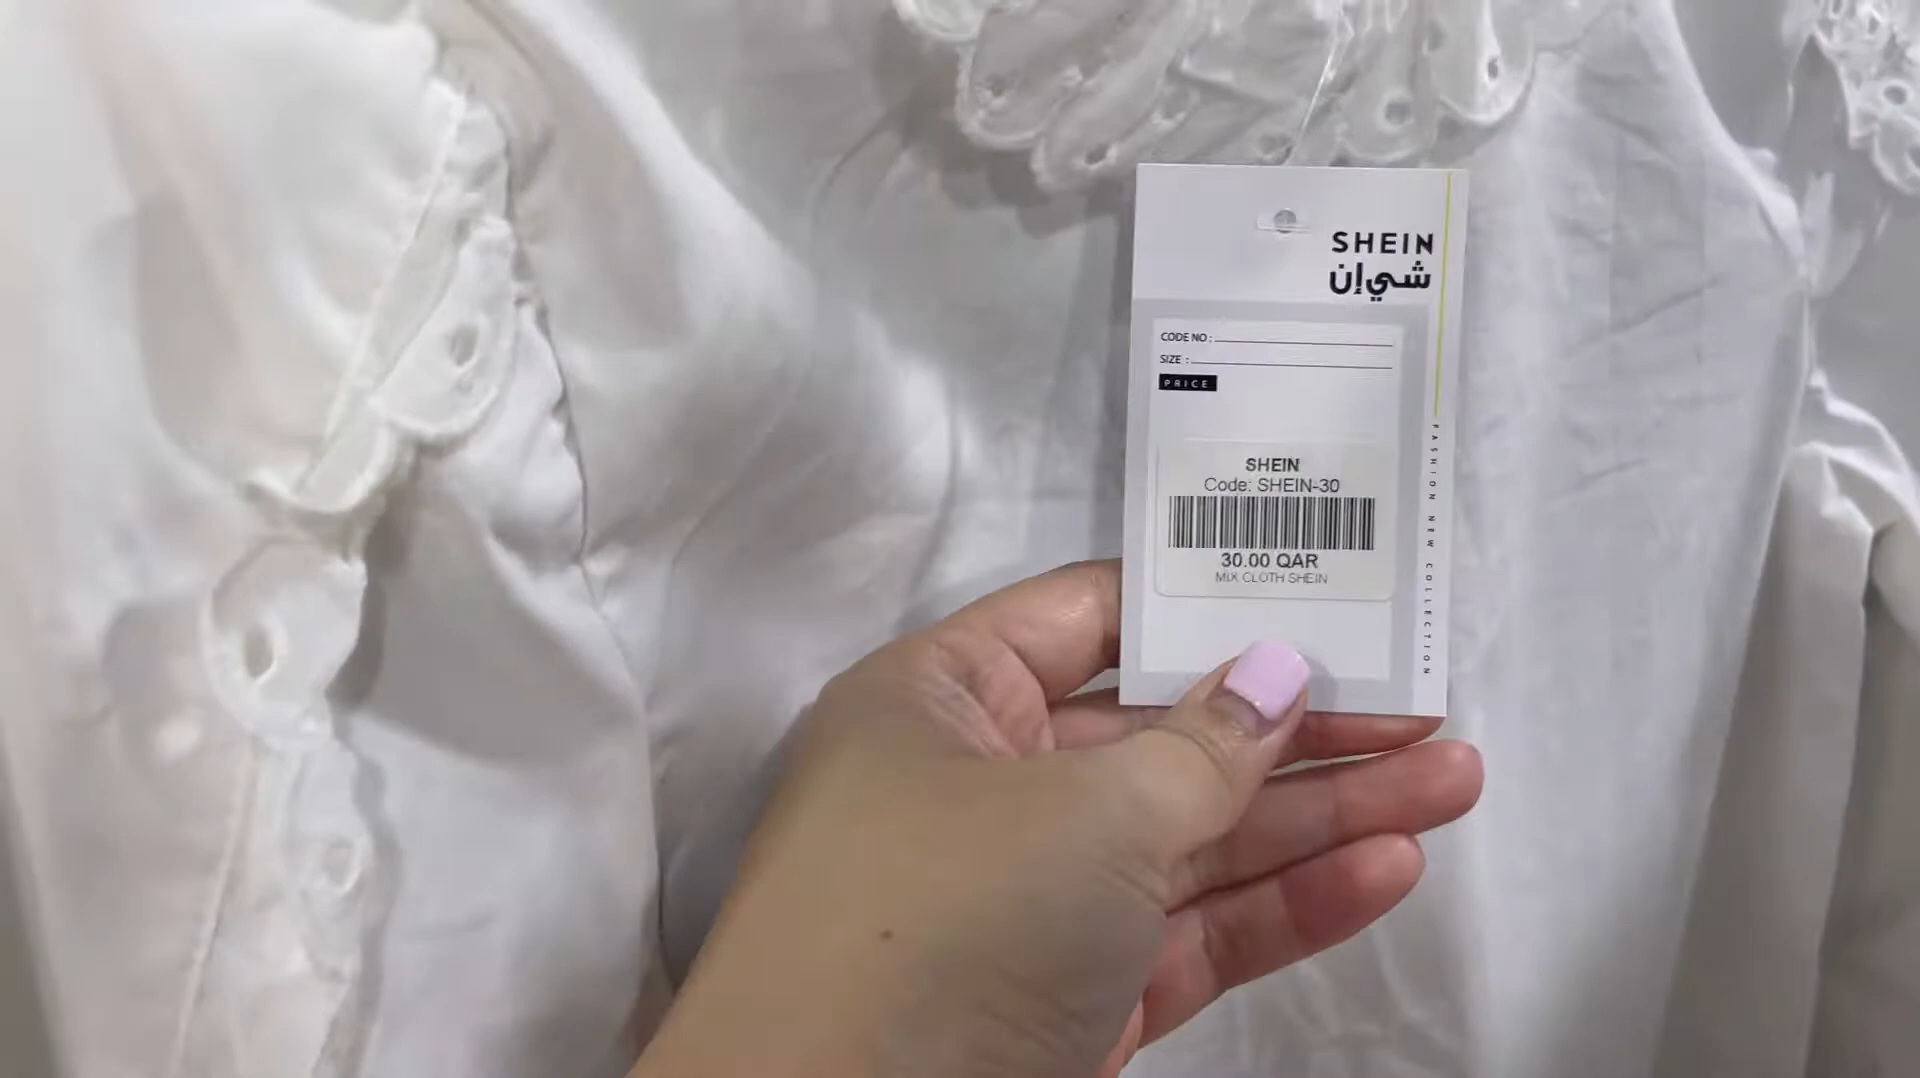 SHEIN
شي إن
CODE NO :
SIZE :
PRICE
SHEIN
Code: SHEIN-30
30.00 QAR
MIX CLOTH SHEIN
FASHION NEW COLLECTION